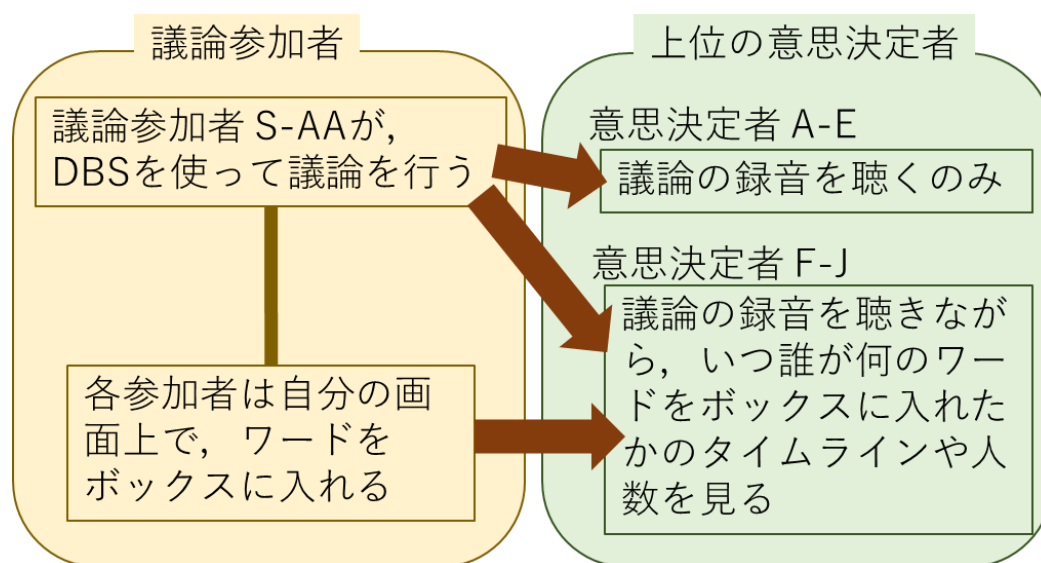 議論参加者
議論参加者 S-AAが,
DBSを使って議論を行う
各参加者は自分の画
面上で, ワードを
ボックスに入れる
上位の意思決定者
意思決定者 A-E
議論の録音を聴くのみ
意思決定者 F-J
議論の録音を聴きなが
ら, いつ誰が何のワー
ドをボックスに入れた
かのタイムラインや人
数を見る